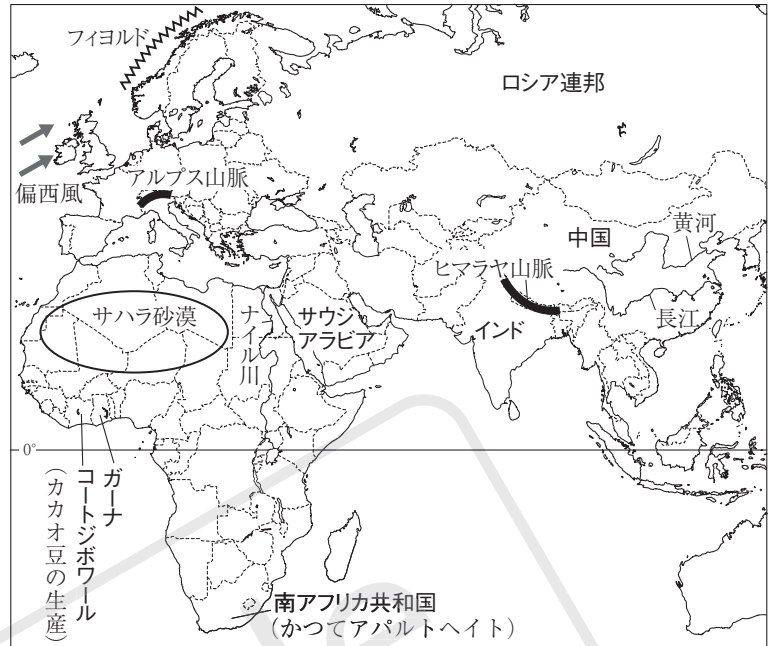 フィヨルド
ロシア連邦
偏西風
アルプス山脈
中国
黄河
ヒマラヤ山脈
長江
サハラ砂漠
ナイル川
サウジ
アラビア
インド
0°
ガーナ
コートジボワール
(カカオ豆の生産)
南アフリカ共和国
(かつてアパルトヘイト)